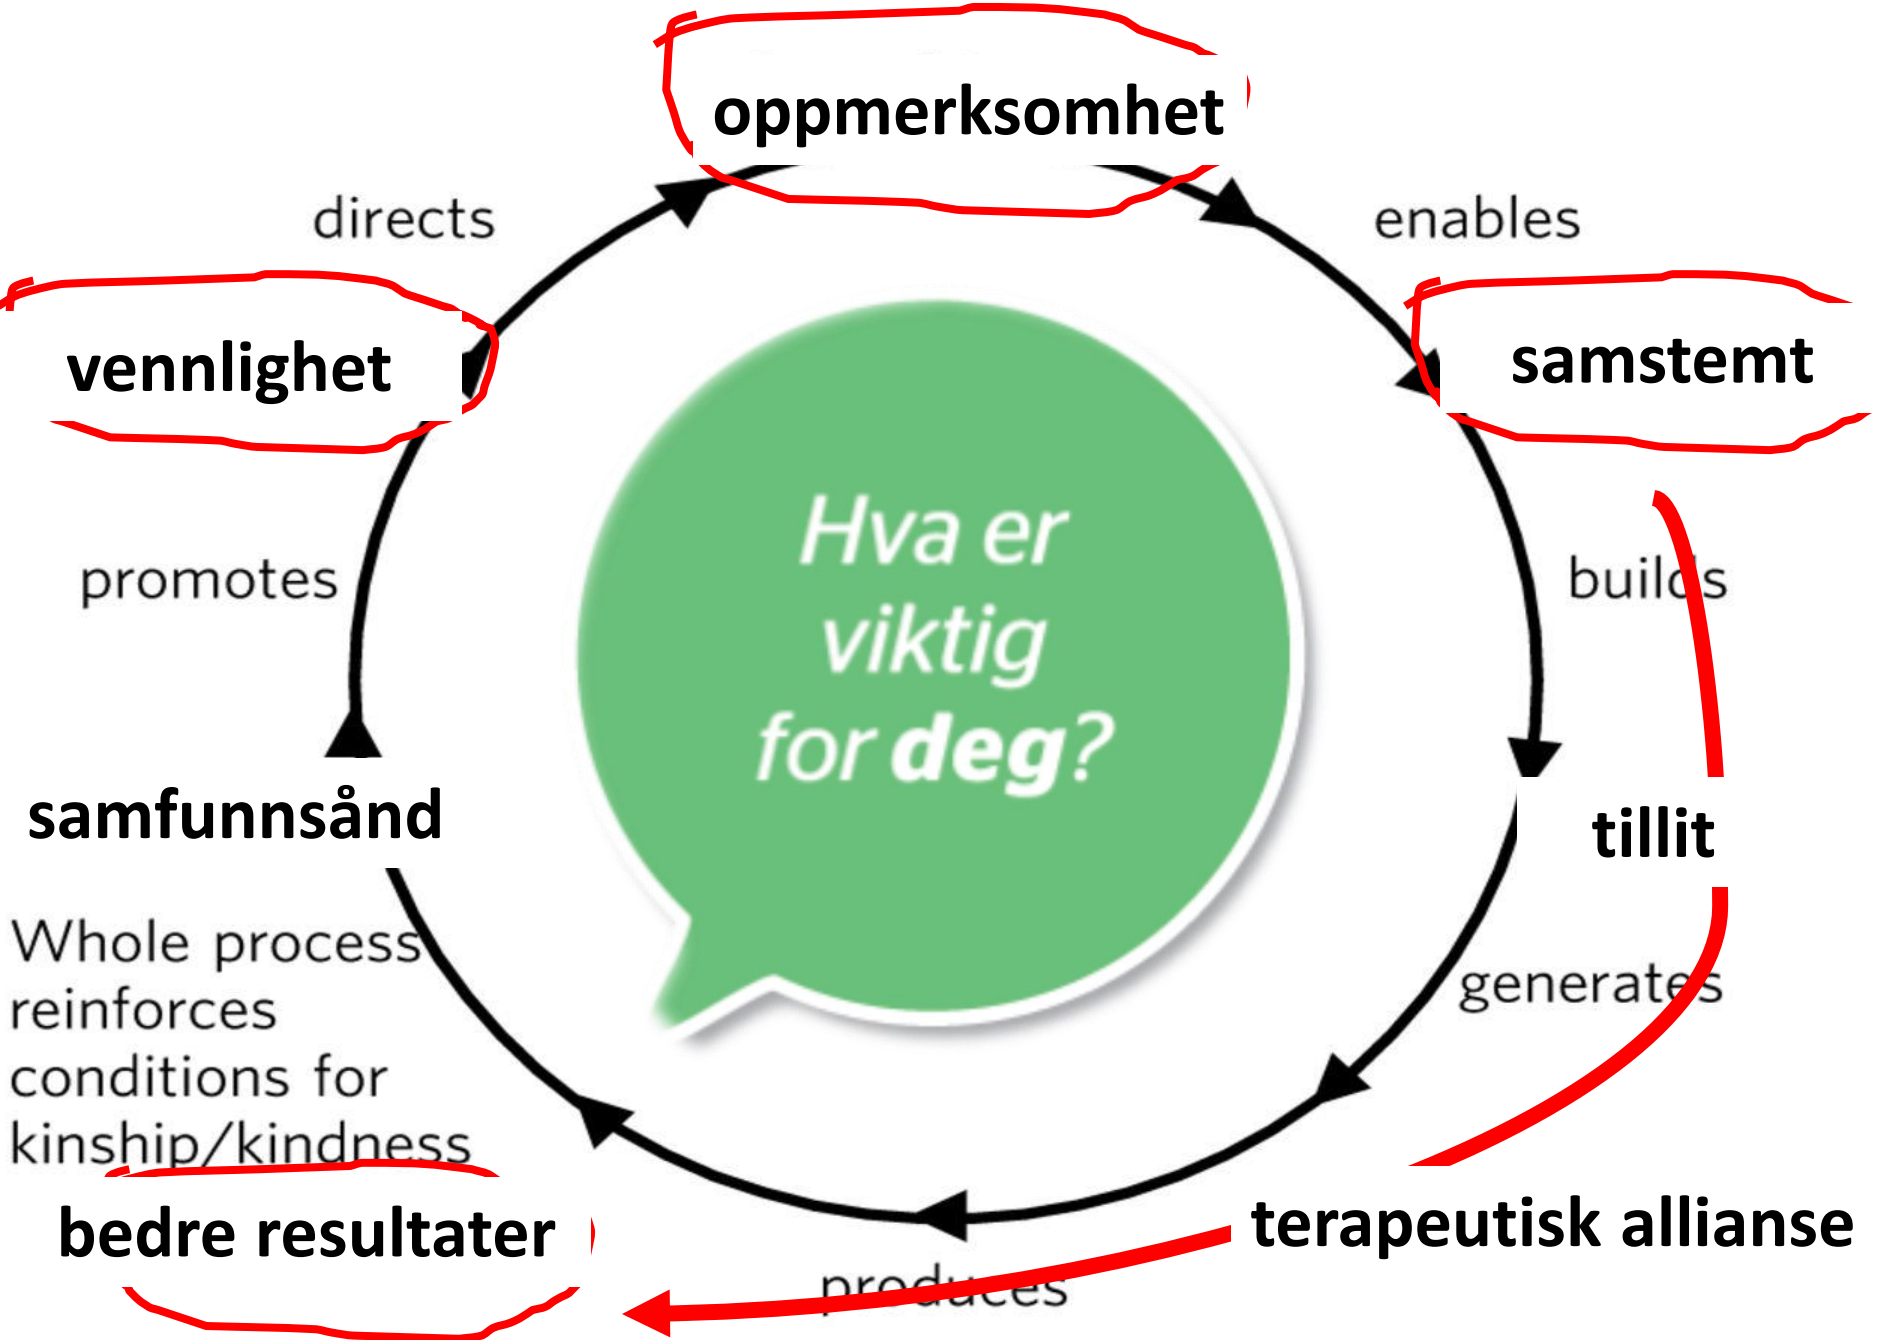 oppmerksomhet
directs
enables
vennlighet
samstemt
Hva er
viktig
for deg?
promotes
builds
samfunnsånd
tillit
Whole process
reinforces
conditions for
kinship/kindness
generates
bedre resultater
terapeutisk allianse
produces